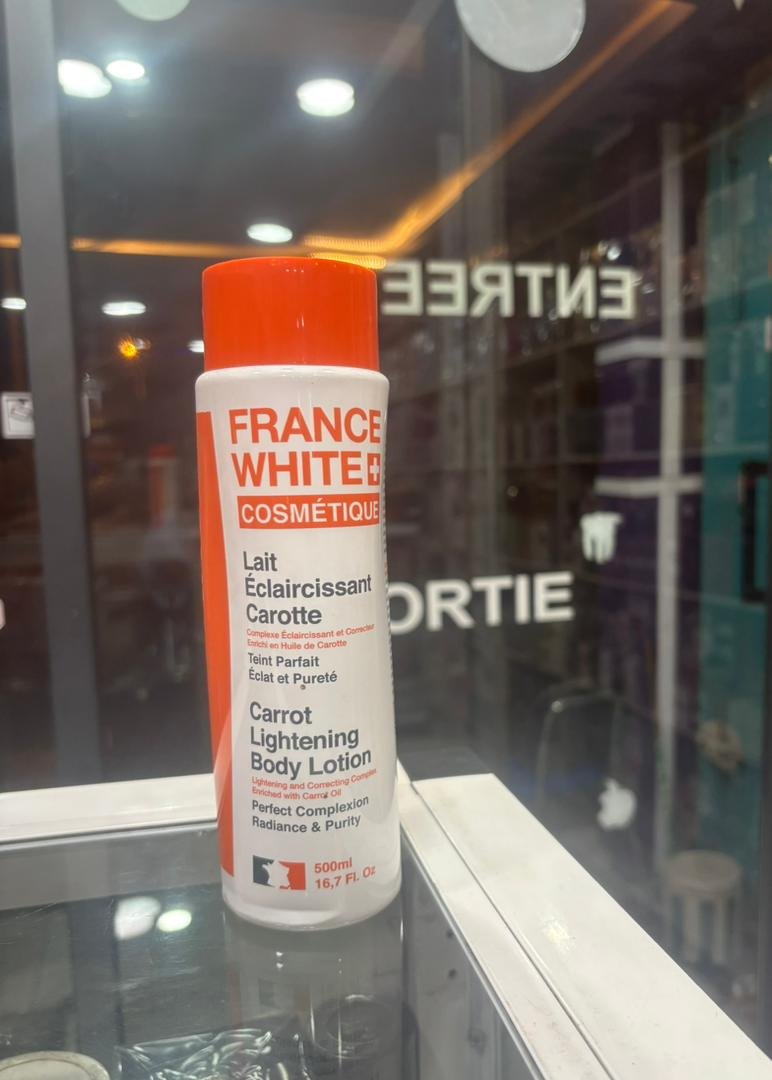 ENTREE
FRANCE
WHITE
COSMÉTIQUE
Lait
Éclaircissant
Carotte
Complexe Éclaircissant et Correcteur
Enrichi en Huile de Carotte
Teint Parfait
Éclat et Pureté
Carrot
Lightening
Body Lotion
Lightening and Correcting Complex
Enriched with Carrot Oil
Perfect Complexion
Radiance & Purity
500ml
16,7 Fl. Oz
ORTIE